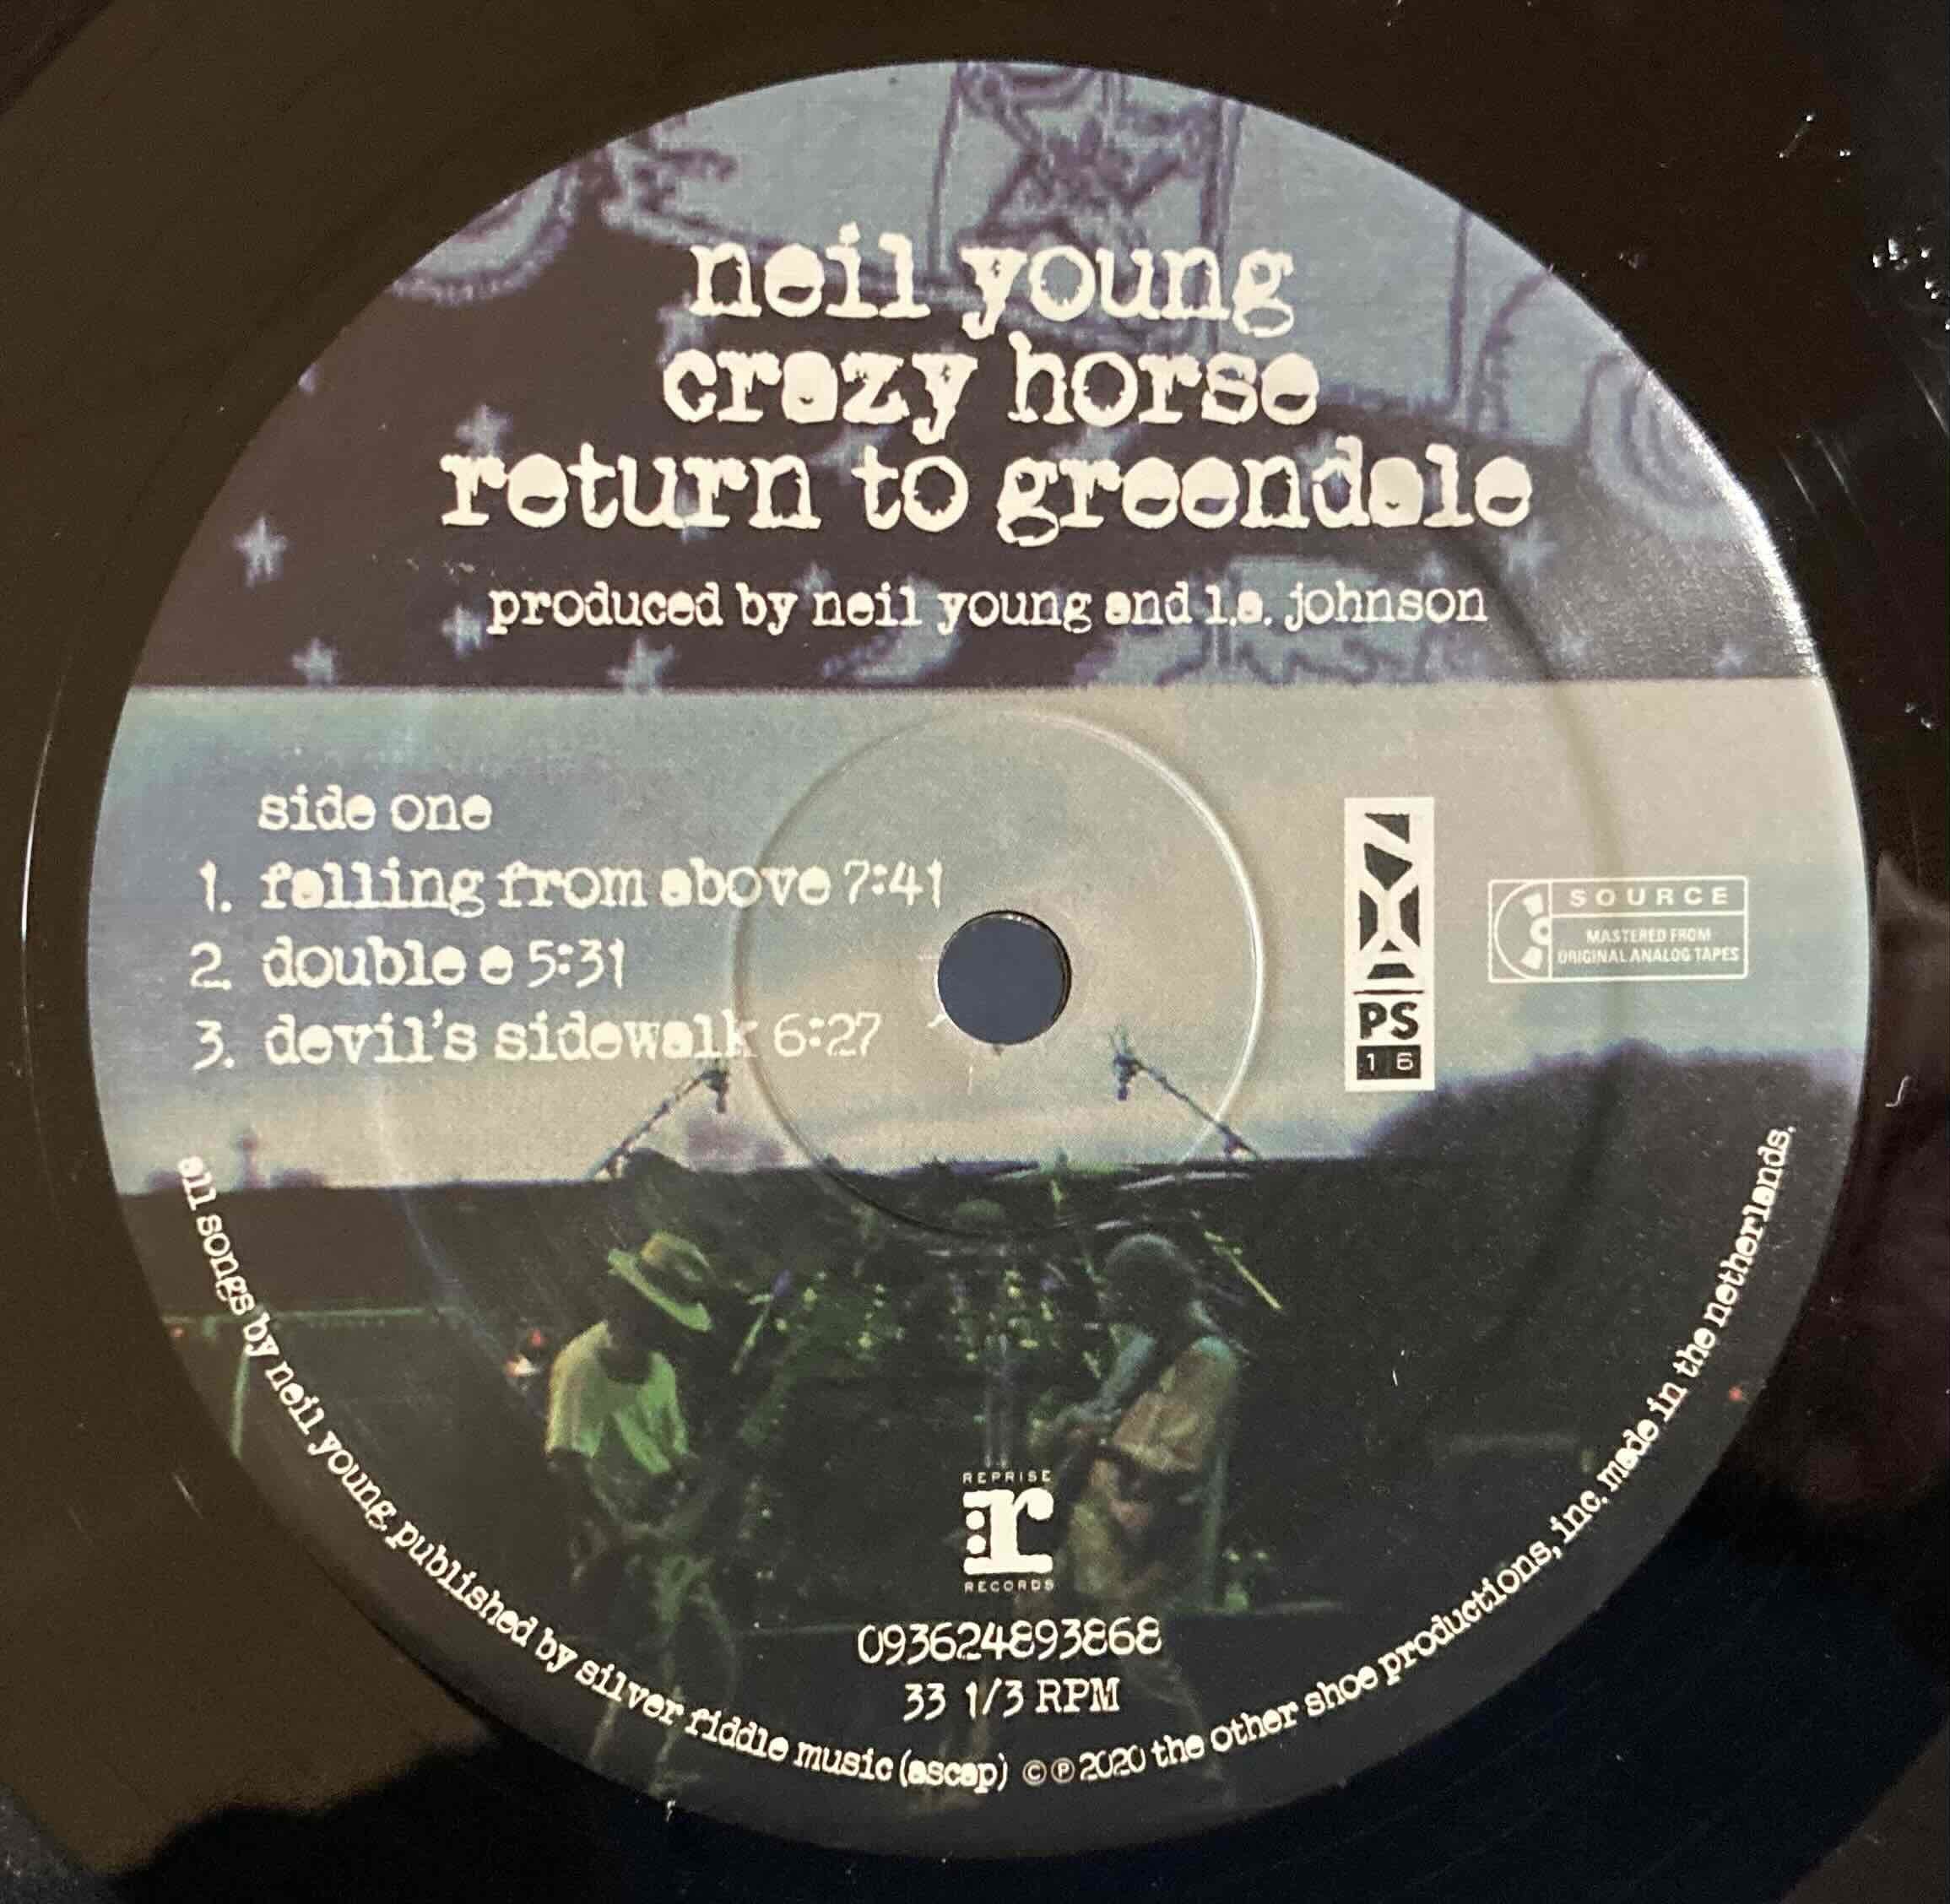 neil young
crazy horse
return to greendale
produced by neil young and l.a. johnson
side one
1. falling from above 7:41
2. double e 5:31
3. devil's sidewalk 6:27
NY
PS
16
SOURCE
MASTERED FROM
ORIGINAL ANALOG TAPES
REPRISE
r
RECORDS
093624893868
33 1/3 RPM
all songs by neil young published by silver fiddle music (ascap) ©℗ 2020 the other shoe productions, inc. made in the netherlands.